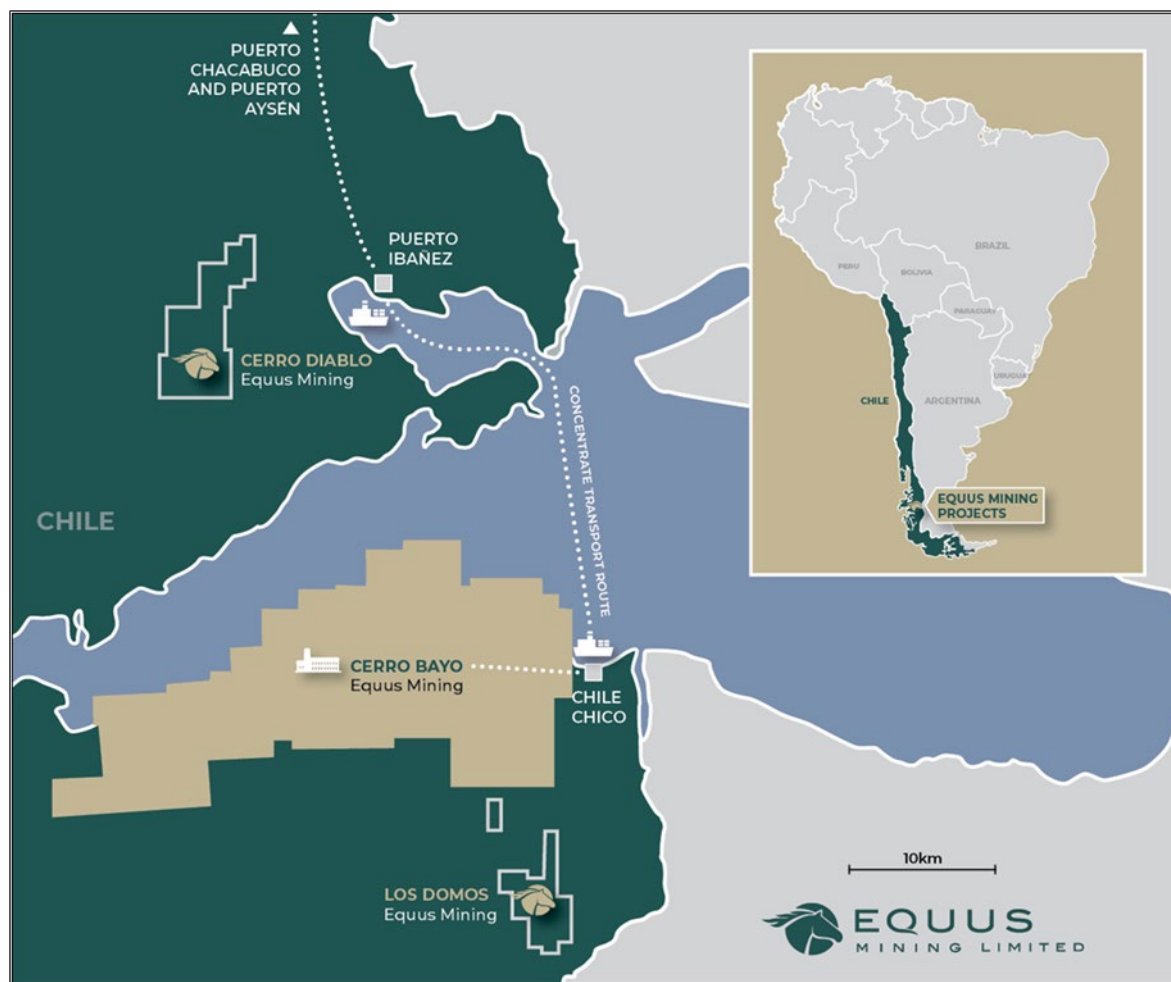 PUERTO
CHACABUCO
AND PUERTO
AYSÉN
PUERTO
IBAÑEZ
CERRO DIABLO
Equus Mining
CONCENTRATE TRANSPORT ROUTE
CHILE
CERRO BAYO
Equus Mining
CHILE
CHICO
LOS DOMOS
Equus Mining
BRAZIL
PERU
BOLIVIA
PARAGUAY
URUGUAY
CHILE
ARGENTINA
EQUUS MINING
PROJECTS
10km
EQUUS
MINING LIMITED